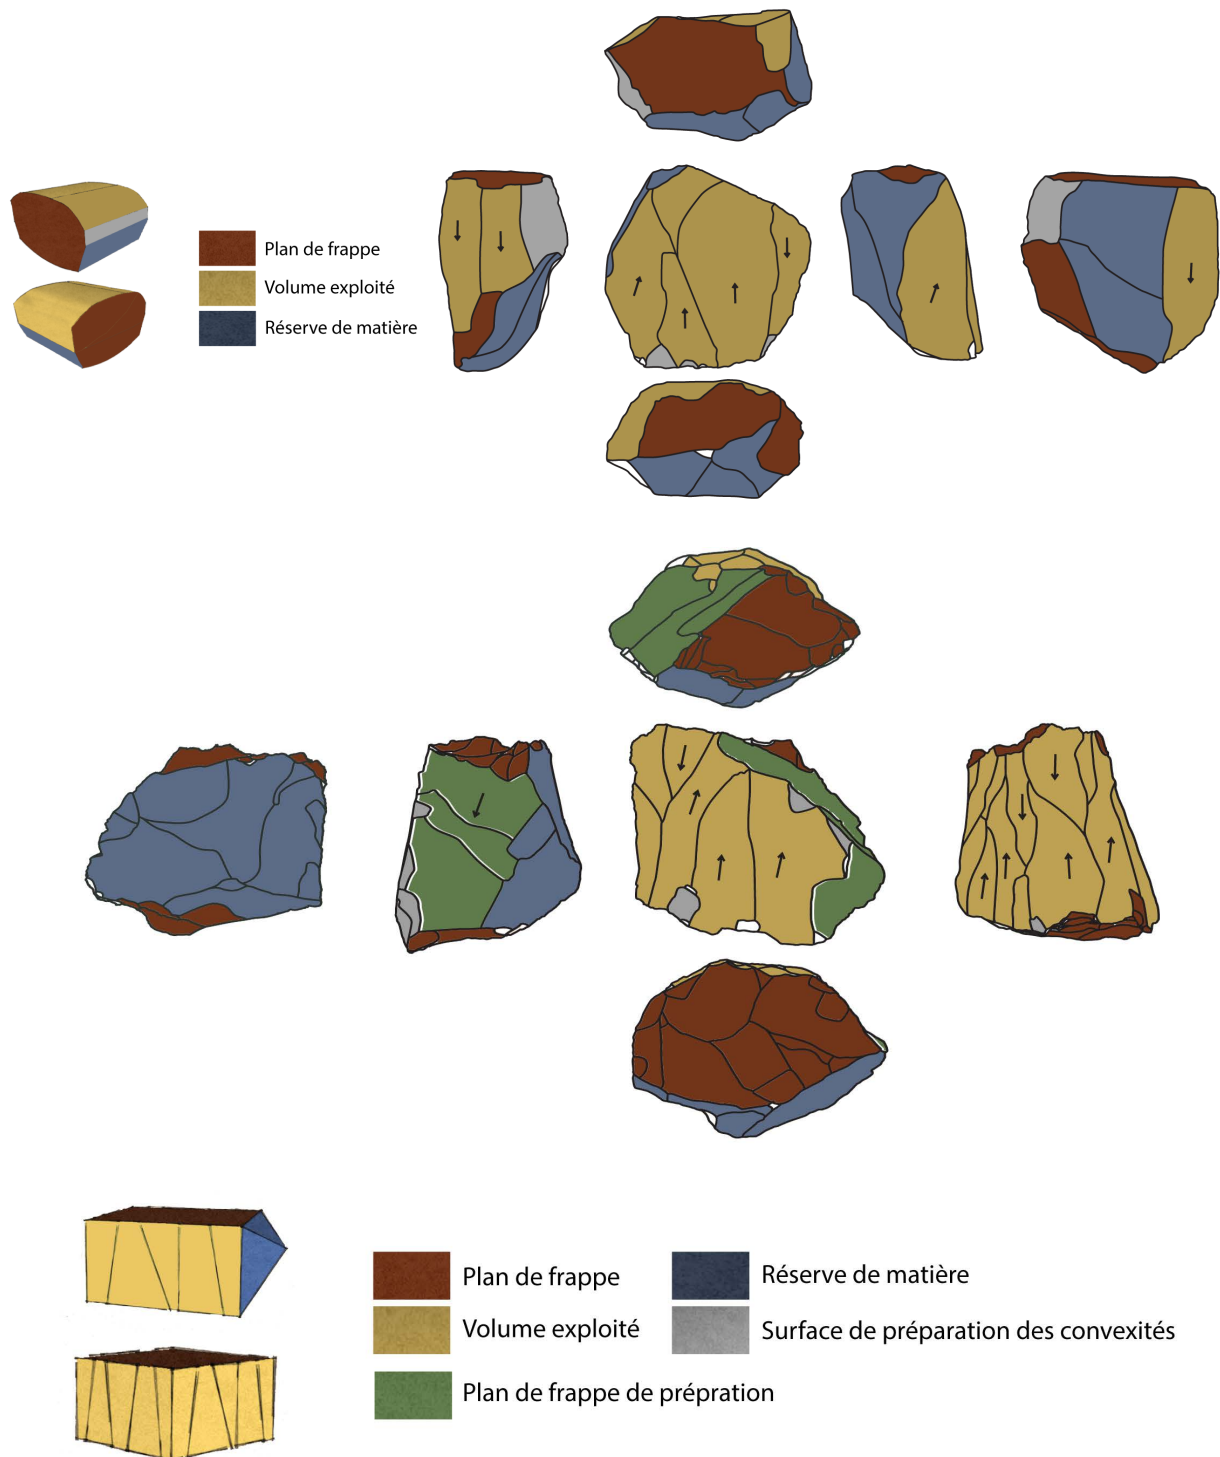 Plan de frappe
Volume exploité
Réserve de matière
Plan de frappe
Réserve de matière
Volume exploité
Surface de préparation des convexités
Plan de frappe de prépration